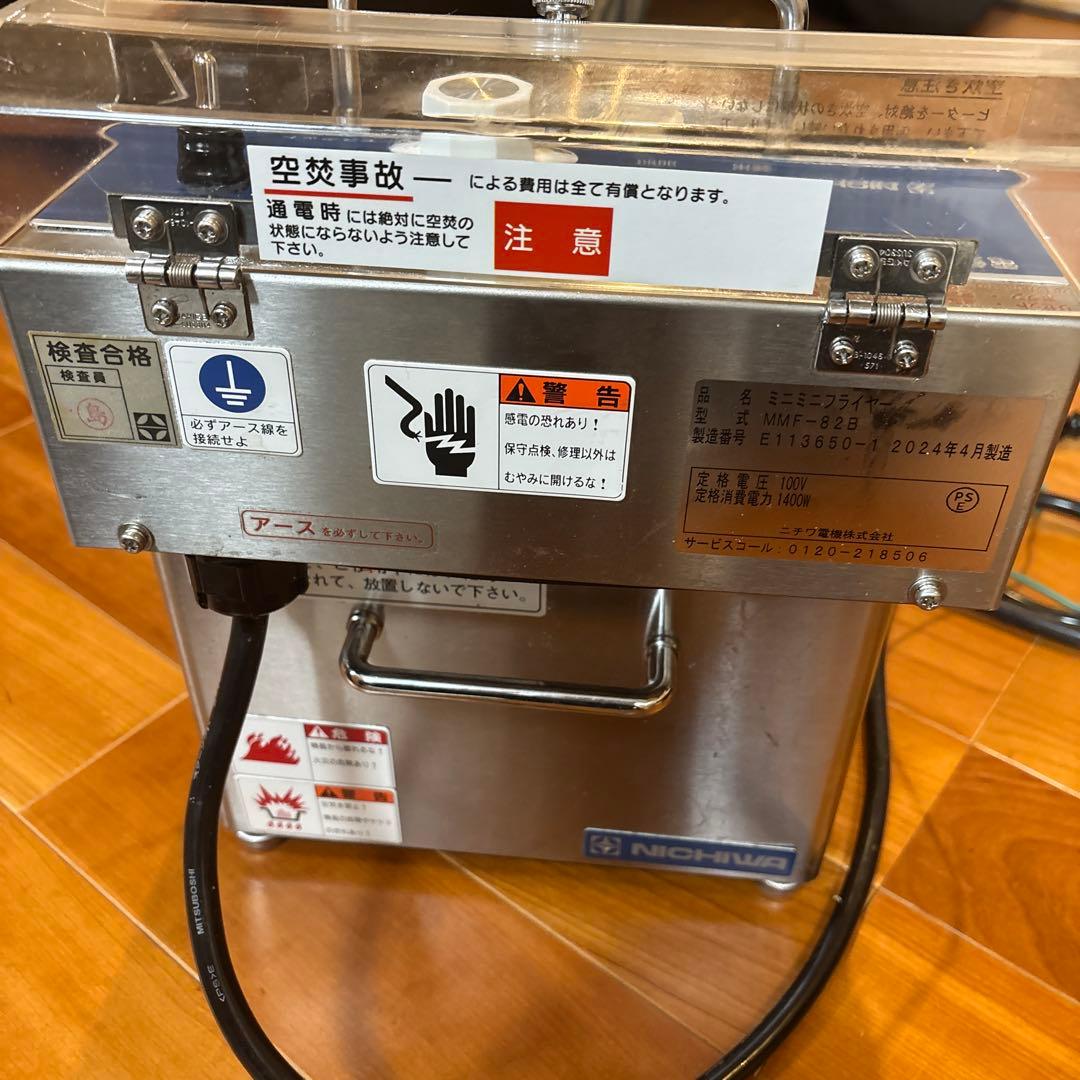 空焚事故 ― による費用は全て有償となります。
通電時には絶対に空焚の
状態にならないよう注意して
下さい。
注 意
検査合格
検査員
島
必ずアース線を
接続せよ
警告
感電の恐れあり!
保守点検、修理以外は
むやみに開けるな!
品 名 ミニミニフライヤー
型 式 MMF-82B
製造番号 E113650-1 2024年4月製造
定格電圧 100V
定格消費電力 1400W
PS
E
ニチワ電機株式会社
サービスコール:0120-218506
アースを必ずして下さい。
れて、放置しないで下さい。
危険
警告
NICHIWA
MITSUBOSHI